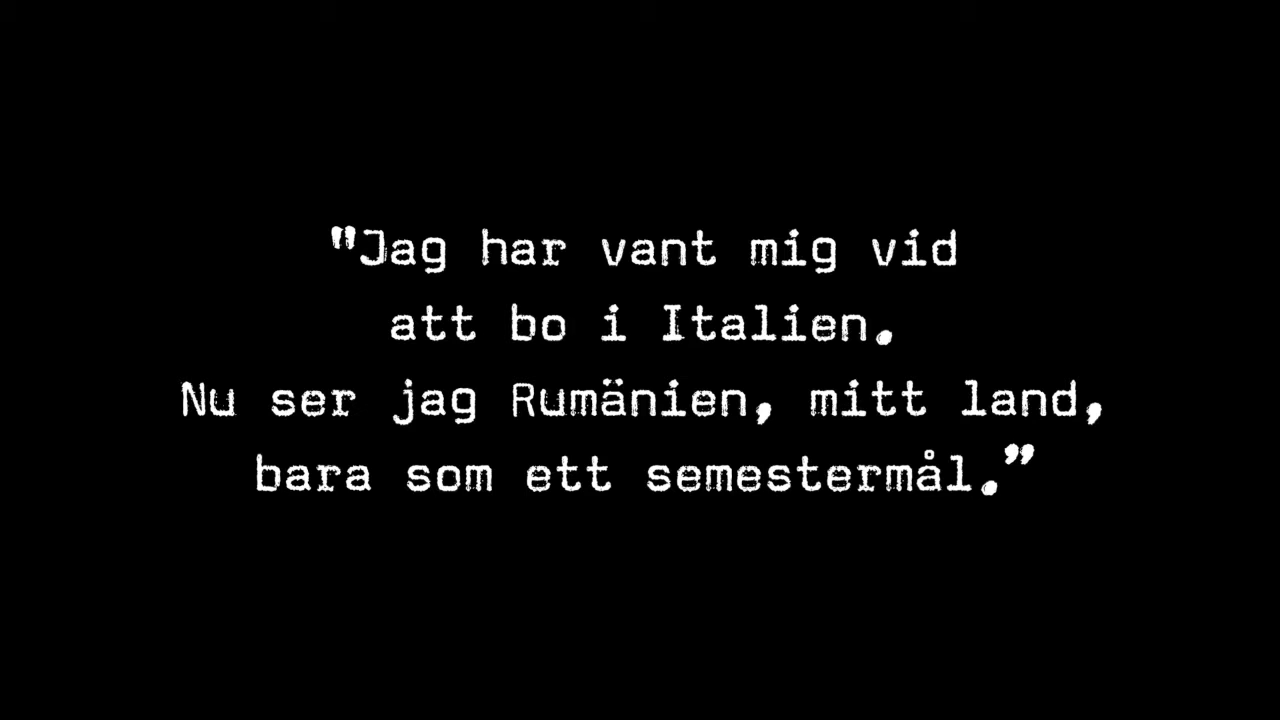 "Jag har vant mig vid
att bo i Italien.
Nu ser jag Rumänien, mitt land,
bara som ett semestermål.”